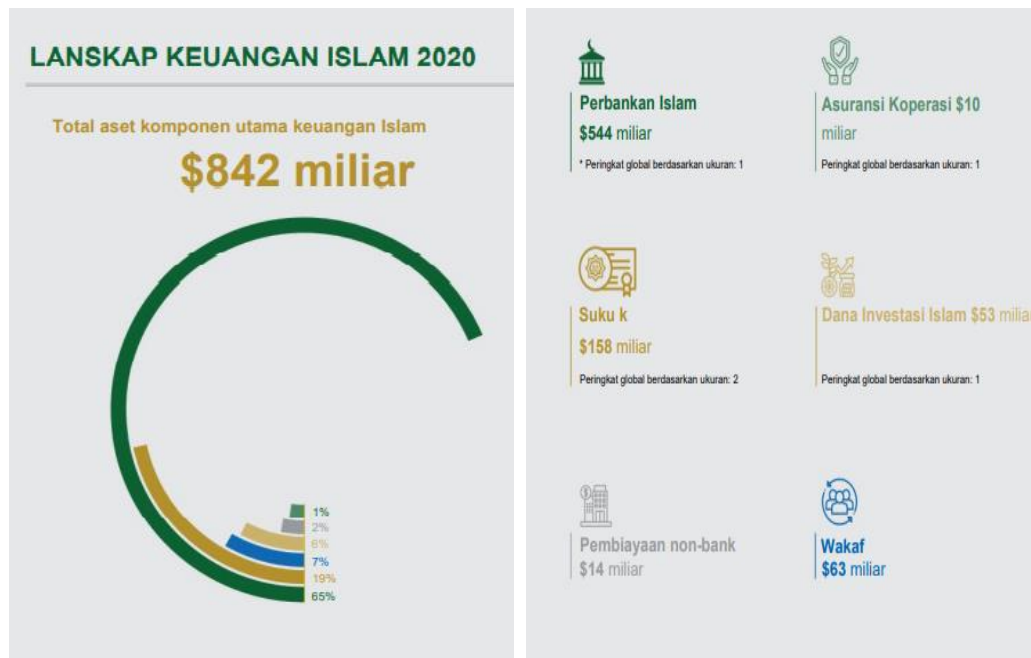 LANSKAP KEUANGAN ISLAM 2020
Total aset komponen utama keuangan Islam
$842 miliar
1%
2%
6%
7%
19%
65%
Perbankan Islam
$544 miliar
* Peringkat global berdasarkan ukuran: 1
Asuransi Koperasi $10
miliar
Peringkat global berdasarkan ukuran: 1
Suku k
$158 miliar
Peringkat global berdasarkan ukuran: 2
Dana Investasi Islam $53 miliar
Peringkat global berdasarkan ukuran: 1
Pembiayaan non-bank
$14 miliar
Wakaf
$63 miliar